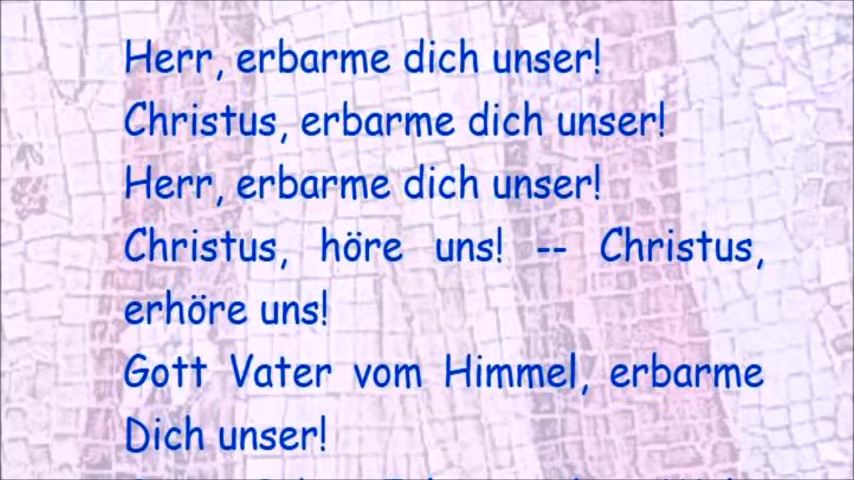 Herr, erbarme dich unser!
Christus, erbarme dich unser!
Herr, erbarme dich unser!
Christus, höre uns! -- Christus,
erhöre uns!
Gott Vater vom Himmel, erbarme
Dich unser!